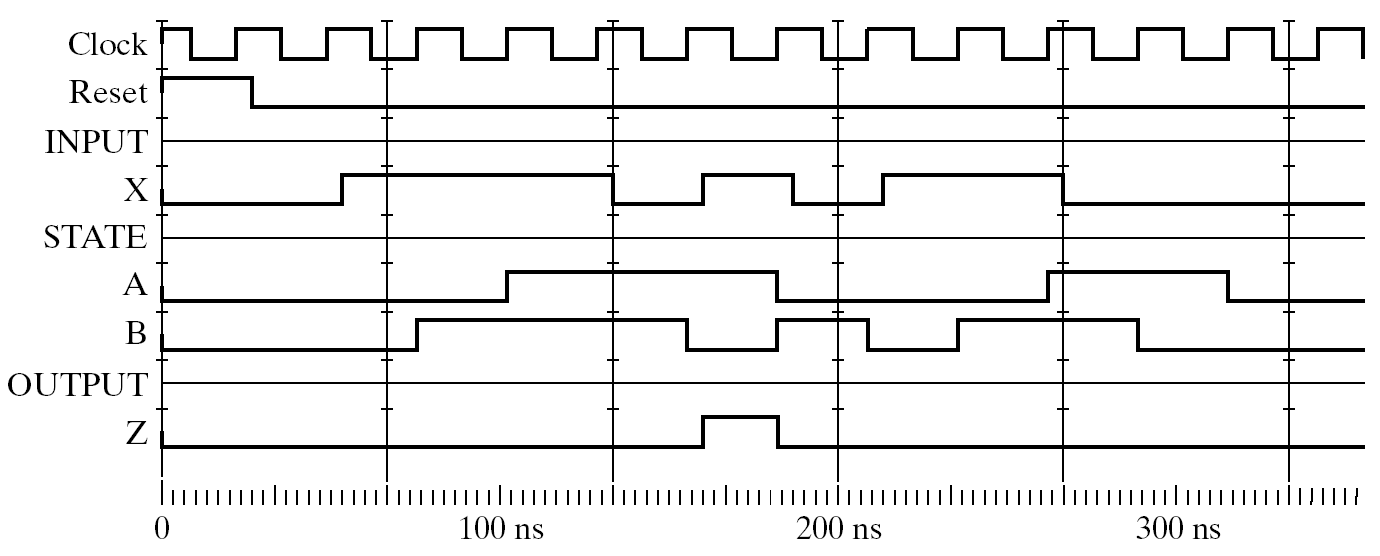 Clock
Reset
INPUT
X
STATE
A
B
OUTPUT
Z
0 100 ns 200 ns 300 ns